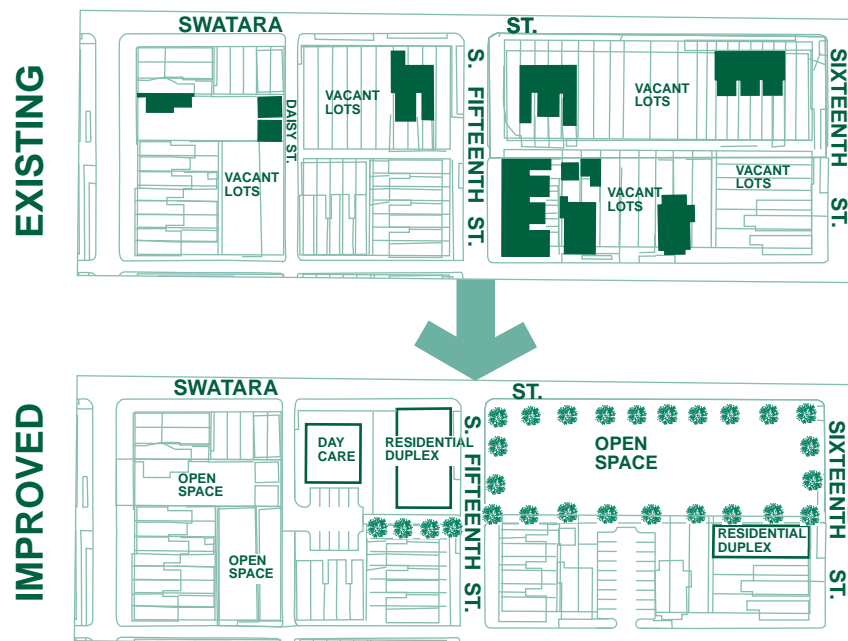 EXISTING
SWATARA
ST.
S. FIFTEENTH ST.
SIXTEENTH ST.
DAISY ST.
VACANT
LOTS
VACANT
LOTS
VACANT
LOTS
VACANT
LOTS
VACANT
LOTS
IMPROVED
SWATARA
ST.
S. FIFTEENTH ST.
SIXTEENTH ST.
DAY
CARE
RESIDENTIAL
DUPLEX
OPEN
SPACE
OPEN
SPACE
OPEN
SPACE
RESIDENTIAL
DUPLEX